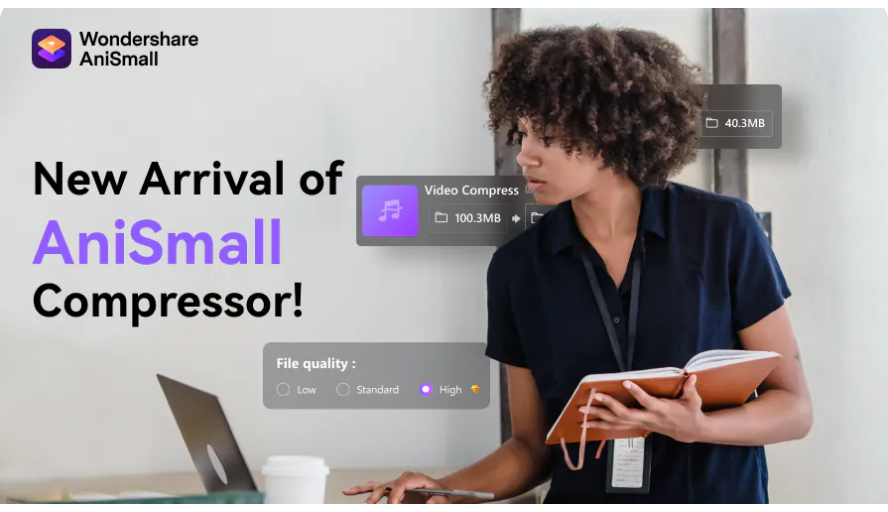 Wondershare
AniSmall
40.3MB
New Arrival of
AniSmall
Compressor!
Video Compress
100.3MB
File quality :
Low
Standard
High